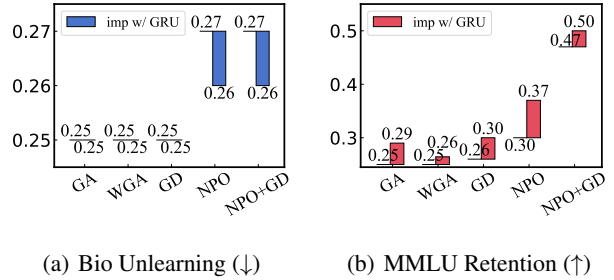 imp w/ GRU
0.27
0.26
0.25
0.25 0.25 0.25 0.27 0.27
0.25 0.25 0.25 0.26 0.26
GA WGA GD NPO NPO+GD
(a) Bio Unlearning (↓)
imp w/ GRU
0.5
0.4
0.3
0.29 0.26 0.30 0.37 0.50
0.25 0.25 0.26 0.30 0.47
GA WGA GD NPO NPO+GD
(b) MMLU Retention (↑)